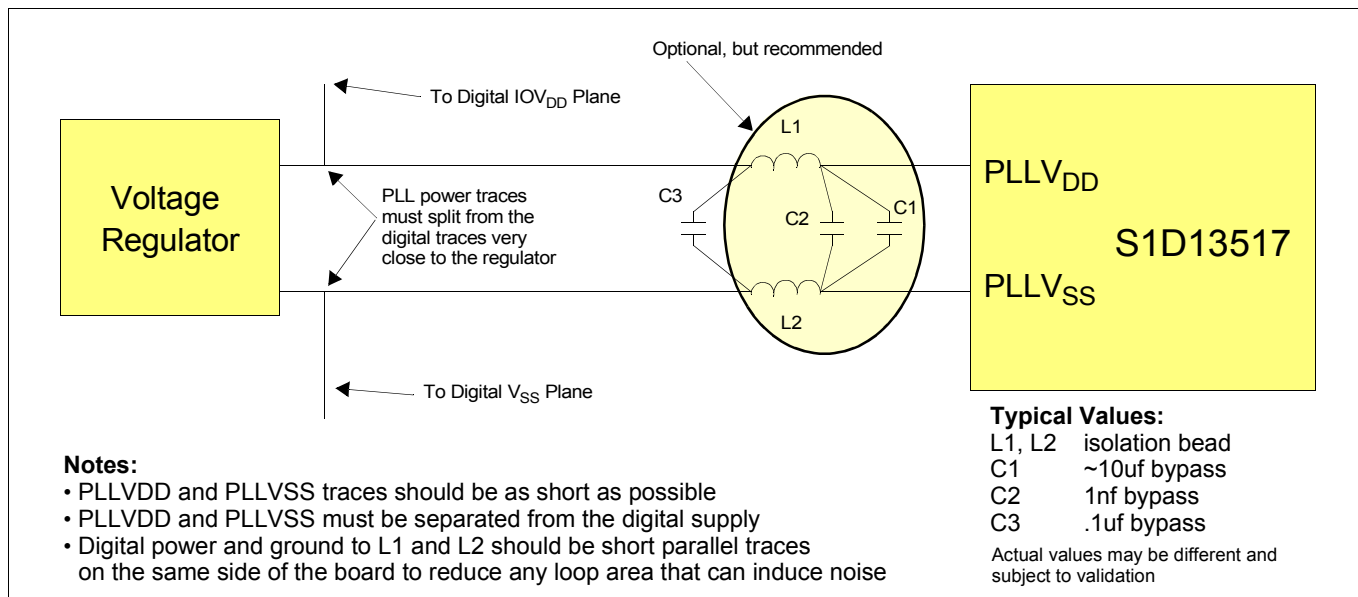 Optional, but recommended
To Digital IOVDD Plane
L1
Voltage
Regulator
PLL power traces
must split from the
digital traces very
close to the regulator
C3
C2
C1
PLLVDD
S1D13517
PLLVSS
L2
To Digital VSS Plane
Typical Values:
L1, L2 isolation bead
C1 ~10uf bypass
C2 1nf bypass
C3 .1uf bypass
Actual values may be different and
subject to validation
Notes:
• PLLVDD and PLLVSS traces should be as short as possible
• PLLVDD and PLLVSS must be separated from the digital supply
• Digital power and ground to L1 and L2 should be short parallel traces
on the same side of the board to reduce any loop area that can induce noise